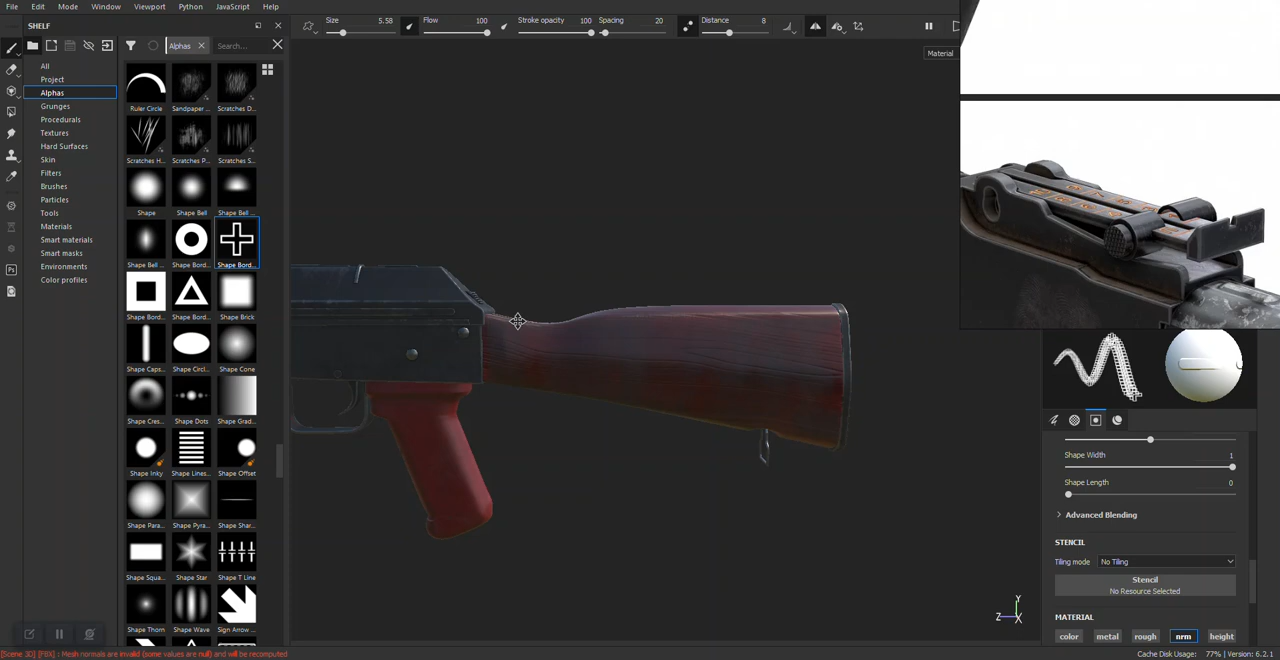 File Edit Mode Window Viewport Python JavaScript Help
SHELF
Size 5.58 Flow 100 Stroke opacity 100 Spacing 20 Distance 8
Alphas Search...
Material
All
Project
Alphas
Grunges
Procedurals
Textures
Hard Surfaces
Skin
Filters
Brushes
Particles
Tools
Materials
Smart materials
Smart masks
Environments
Color profiles
Ruler Circle Sandpaper ... Scratches D...
Scratches H... Scratches P... Scratches S...
Shape Shape Bell Shape Bell ...
Shape Bell ... Shape Bord... Shape Bord...
Shape Bord... Shape Bord... Shape Brick
Shape Caps... Shape Circl... Shape Cone
Shape Cres... Shape Dots Shape Grad...
Shape Inky Shape Lines... Shape Offset
Shape Para... Shape Pyra... Shape Shar...
Shape Squa... Shape Star Shape T Line
Shape Thorn Shape Wave Sign Arrow ...
Ps
Y
Z X
Shape Width 1
Shape Length 0
Advanced Blending
STENCIL
Tiling mode No Tiling
Stencil
No Resource Selected
MATERIAL
color metal rough nrm height
[Scene 3D] [FBX] : Mesh normals are invalid (some values are null) and will be recomputed
Cache Disk Usage: 77% | Version: 6.2.1